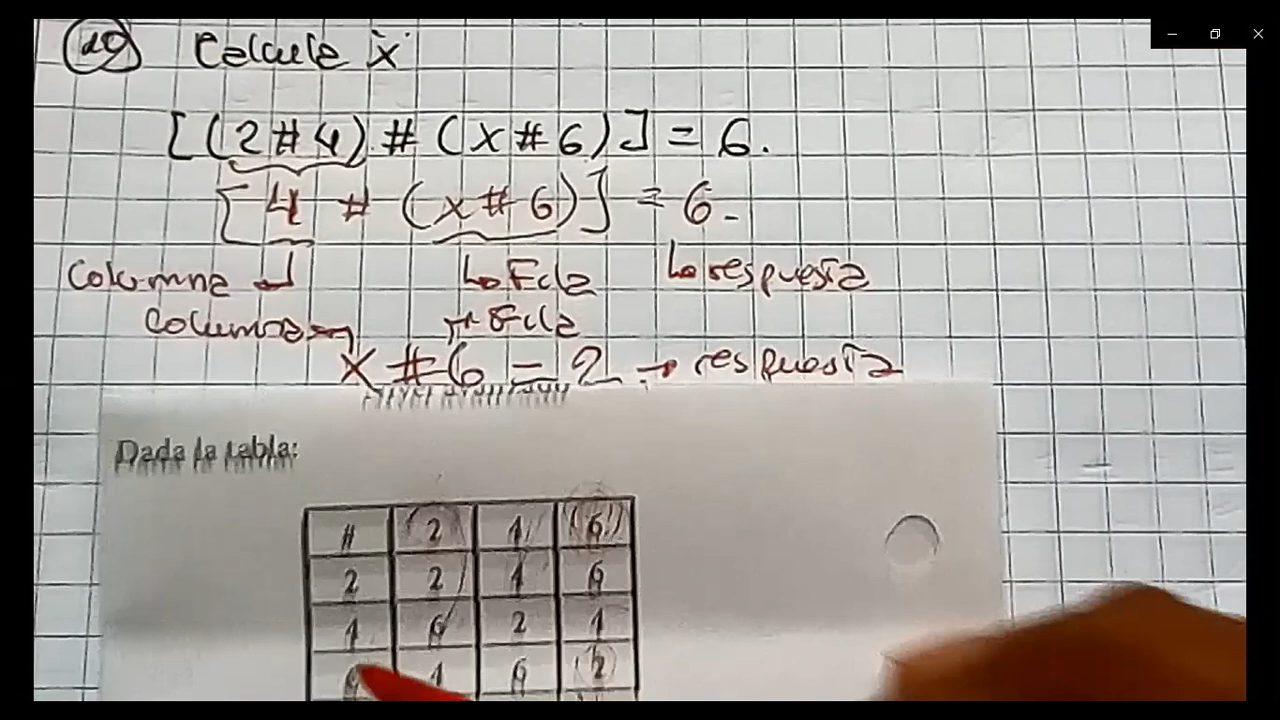 20 Calcule x
[(2#4)#(x#6)] = 6.
[4 # (x#6)] = 6.
Columna Fila respuesta
Columna Fila
x # 6 = 2 → respuesta
Dada la tabla:
# 2 4 (6)
2 2 4 6
4 6 2 4
6 4 6 (2)